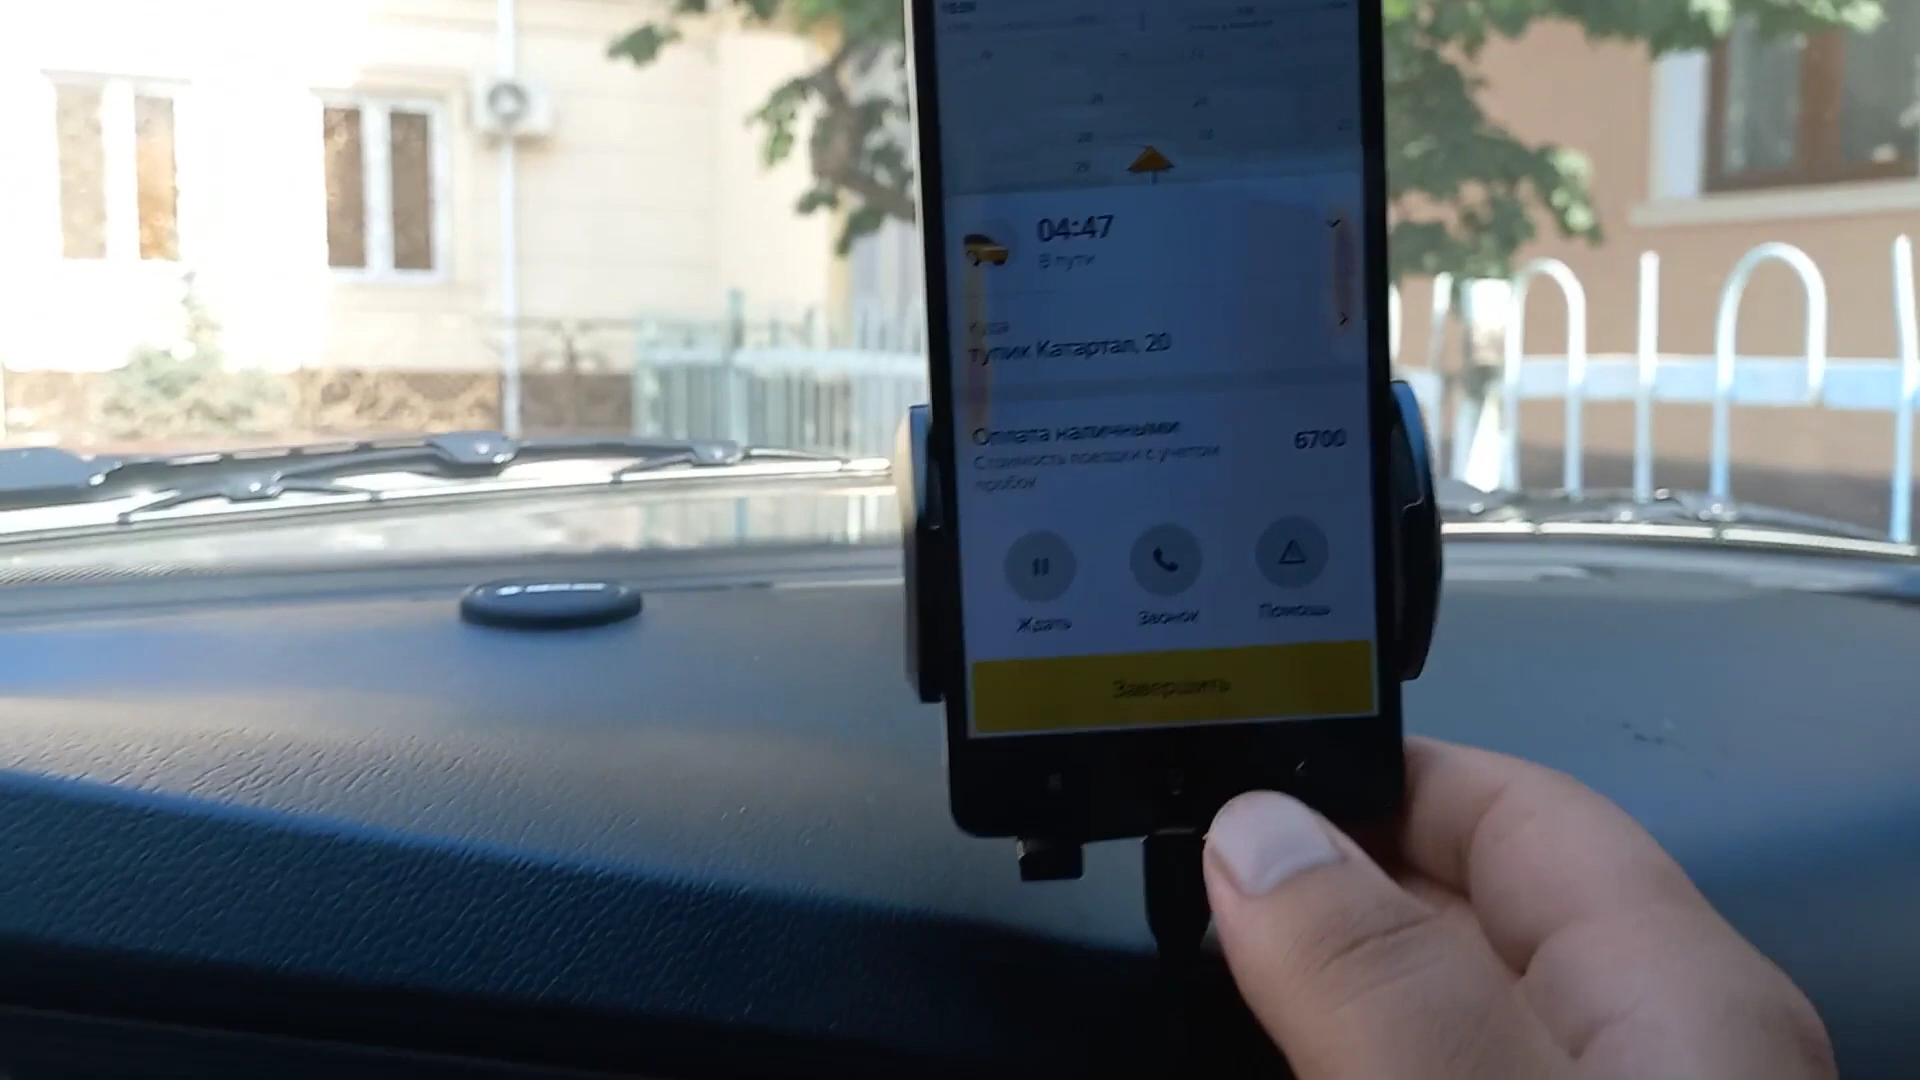 04:47
В пути
Куда
тупик Катартал, 20
Оплата наличными
6700
Стоимость поездки с учетом
пробок
Ждать
Звонок
Помощь
Завершить